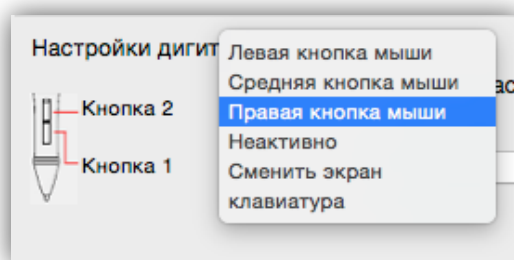 Настройки дигит
Левая кнопка мыши
Средняя кнопка мыши
ас
Правая кнопка мыши
Неактивно
Сменить экран
клавиатура
Кнопка 2
Кнопка 1